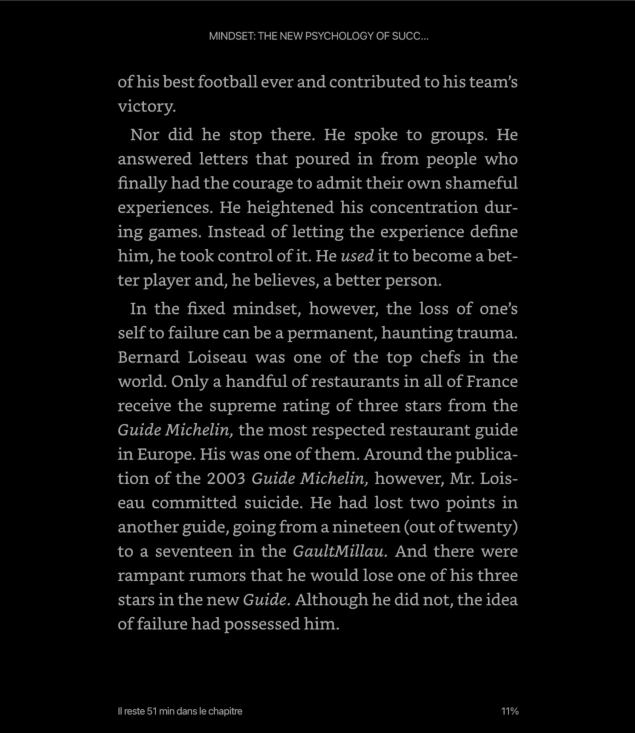 MINDSET: THE NEW PSYCHOLOGY OF SUCC...
of his best football ever and contributed to his team's
victory.
Nor did he stop there. He spoke to groups. He
answered letters that poured in from people who
finally had the courage to admit their own shameful
experiences. He heightened his concentration dur-
ing games. Instead of letting the experience define
him, he took control of it. He used it to become a bet-
ter player and, he believes, a better person.
In the fixed mindset, however, the loss of one's
self to failure can be a permanent, haunting trauma.
Bernard Loiseau was one of the top chefs in the
world. Only a handful of restaurants in all of France
receive the supreme rating of three stars from the
Guide Michelin, the most respected restaurant guide
in Europe. His was one of them. Around the publica-
tion of the 2003 Guide Michelin, however, Mr. Lois-
eau committed suicide. He had lost two points in
another guide, going from a nineteen (out of twenty)
to a seventeen in the GaultMillau. And there were
rampant rumors that he would lose one of his three
stars in the new Guide. Although he did not, the idea
of failure had possessed him.
Il reste 51 min dans le chapitre
11%